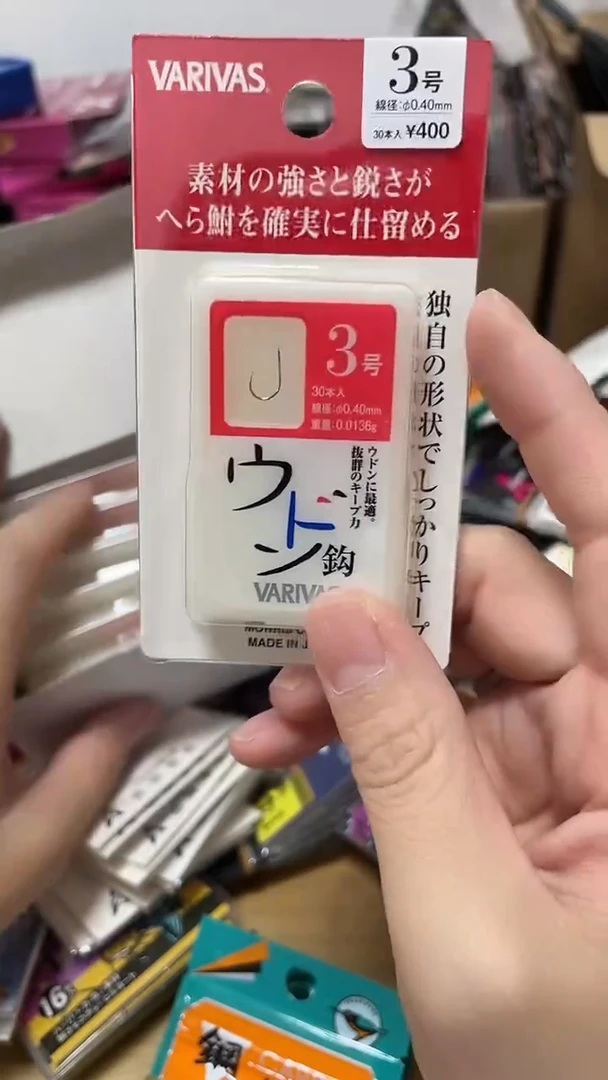 VARIVAS
3号
線径:φ0.40mm
30本入 ¥400
素材の強さと鋭さが
へら鮒を確実に仕留める
独自の形状でしっかりキープ
3号
30本入
線径:φ0.40mm
重量:0.0136g
ウドンに最適。
抜群のキープ力
ウドン鈎
VARIVAS
MADE IN
16
鋼